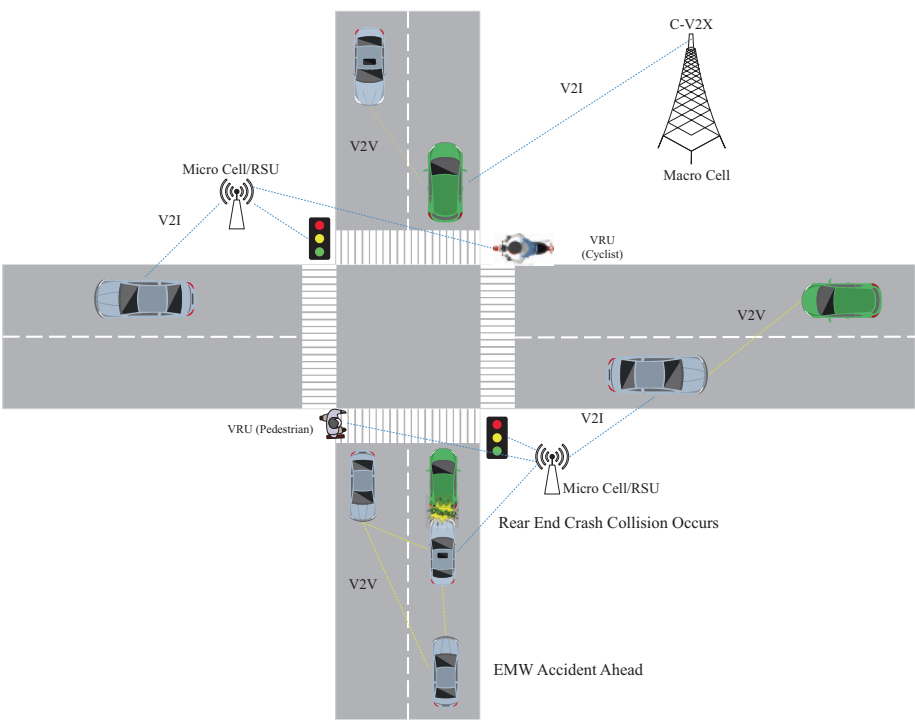 C-V2X
V2I
V2V
Macro Cell
Micro Cell/RSU
V2I
VRU
(Cyclist)
V2V
V2I
VRU (Pedestrian)
Micro Cell/RSU
Rear End Crash Collision Occurs
V2V
EMW Accident Ahead